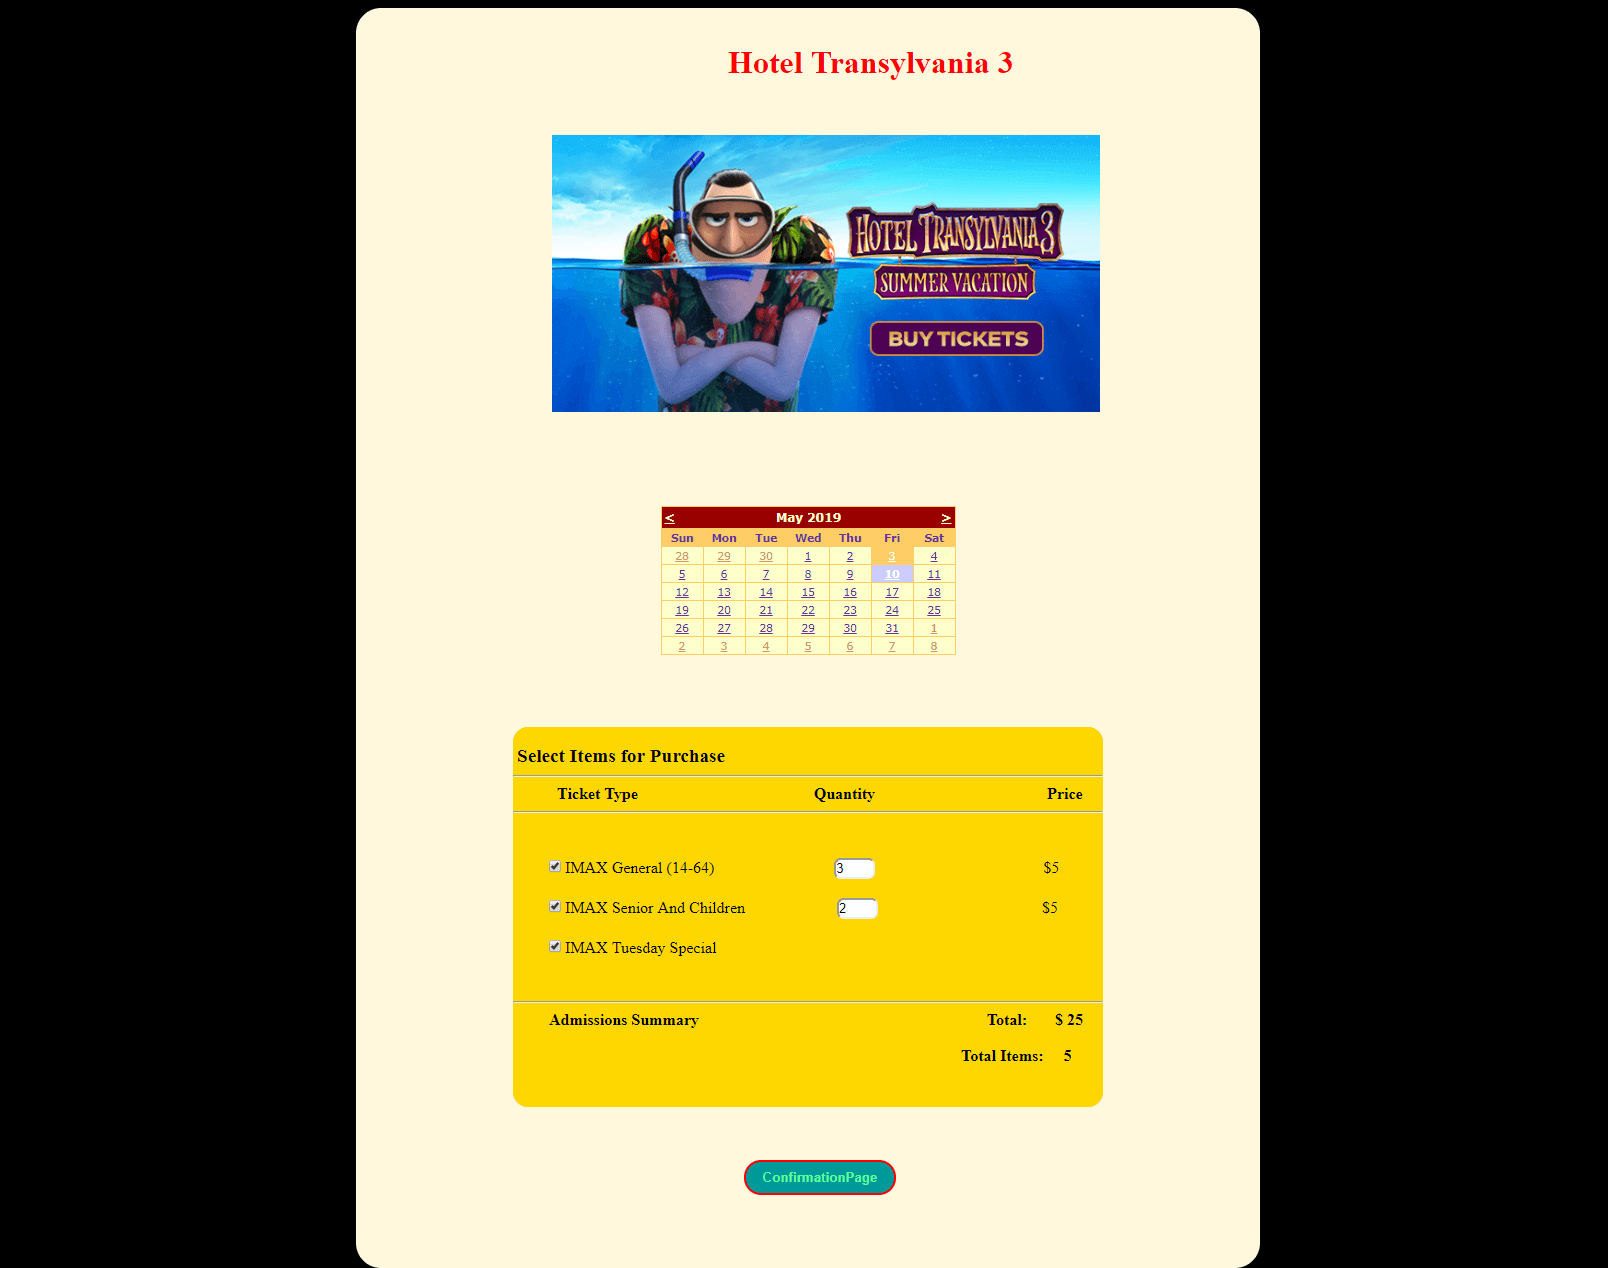 Hotel Transylvania 3
HOTEL TRANSYLVANIA 3
SUMMER VACATION
BUY TICKETS
< May 2019 >
Sun Mon Tue Wed Thu Fri Sat
28 29 30 1 2 3 4
5 6 7 8 9 10 11
12 13 14 15 16 17 18
19 20 21 22 23 24 25
26 27 28 29 30 31 1
2 3 4 5 6 7 8
Select Items for Purchase
Ticket Type Quantity Price
IMAX General (14-64) 3 $5
IMAX Senior And Children 2 $5
IMAX Tuesday Special
Admissions Summary Total: $ 25
Total Items: 5
ConfirmationPage